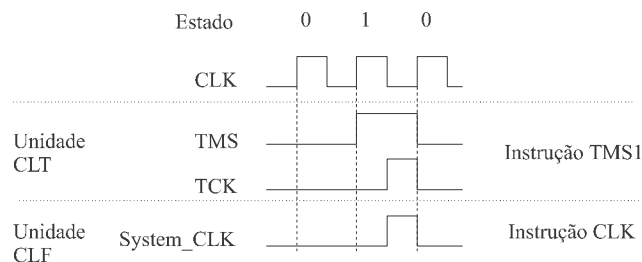 Estado 0 1 0
CLK
Unidade CLT
TMS
Instrução TMS1
TCK
Unidade CLF
System_CLK
Instrução CLK